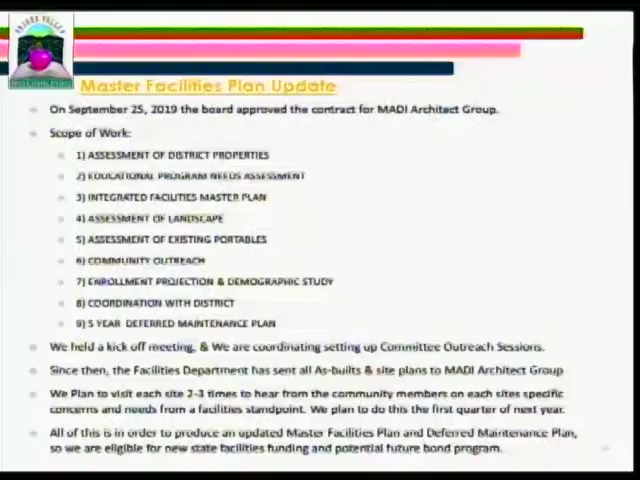 PAJARO VALLEY
Master Facilities Plan Update
On September 25, 2019 the board approved the contract for MADI Architect Group.
Scope of Work:
1) ASSESSMENT OF DISTRICT PROPERTIES
2) EDUCATIONAL PROGRAM NEEDS ASSESSMENT
3) INTEGRATED FACILITIES MASTER PLAN
4) ASSESSMENT OF LANDSCAPE
5) ASSESSMENT OF EXISTING PORTABLES
6) COMMUNITY OUTREACH
7) ENROLLMENT PROJECTION & DEMOGRAPHIC STUDY
8) COORDINATION WITH DISTRICT
9) 5 YEAR DEFERRED MAINTENANCE PLAN
We held a kick off meeting, & We are coordinating setting up Committee Outreach Sessions.
Since then, the Facilities Department has sent all As-builts & site plans to MADI Architect Group
We Plan to visit each site 2-3 times to hear from the community members on each sites specific
concerns and needs from a facilities standpoint. We plan to do this the first quarter of next year.
All of this is in order to produce an updated Master Facilities Plan and Deferred Maintenance Plan,
so we are eligible for new state facilities funding and potential future bond program.